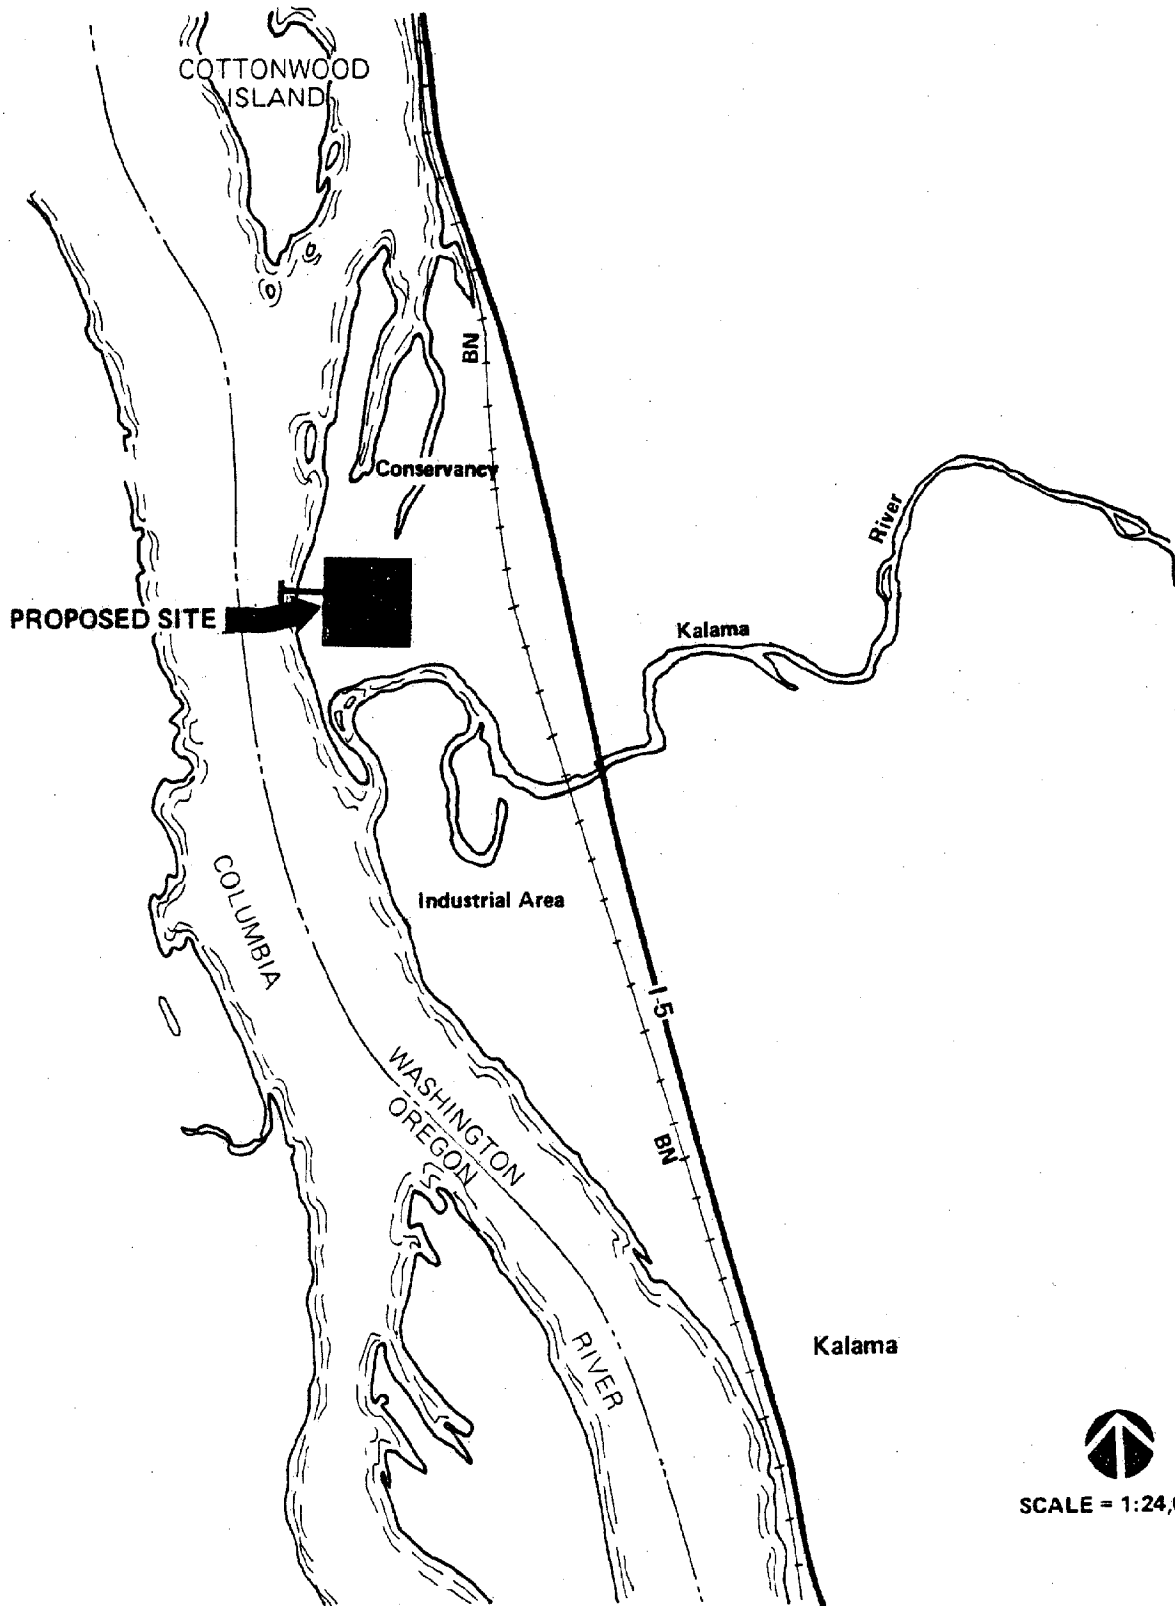 COTTONWOOD
ISLAND
BN
Conservancy
River
PROPOSED SITE
Kalama
COLUMBIA
Industrial Area
I-5
WASHINGTON
OREGON
BN
RIVER
Kalama
SCALE = 1:24,